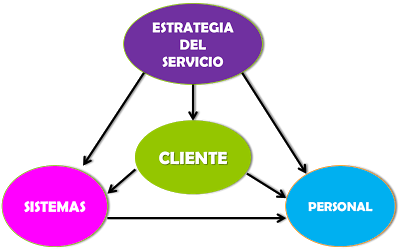 ESTRATEGIA
DEL
SERVICIO
CLIENTE
SISTEMAS
PERSONAL